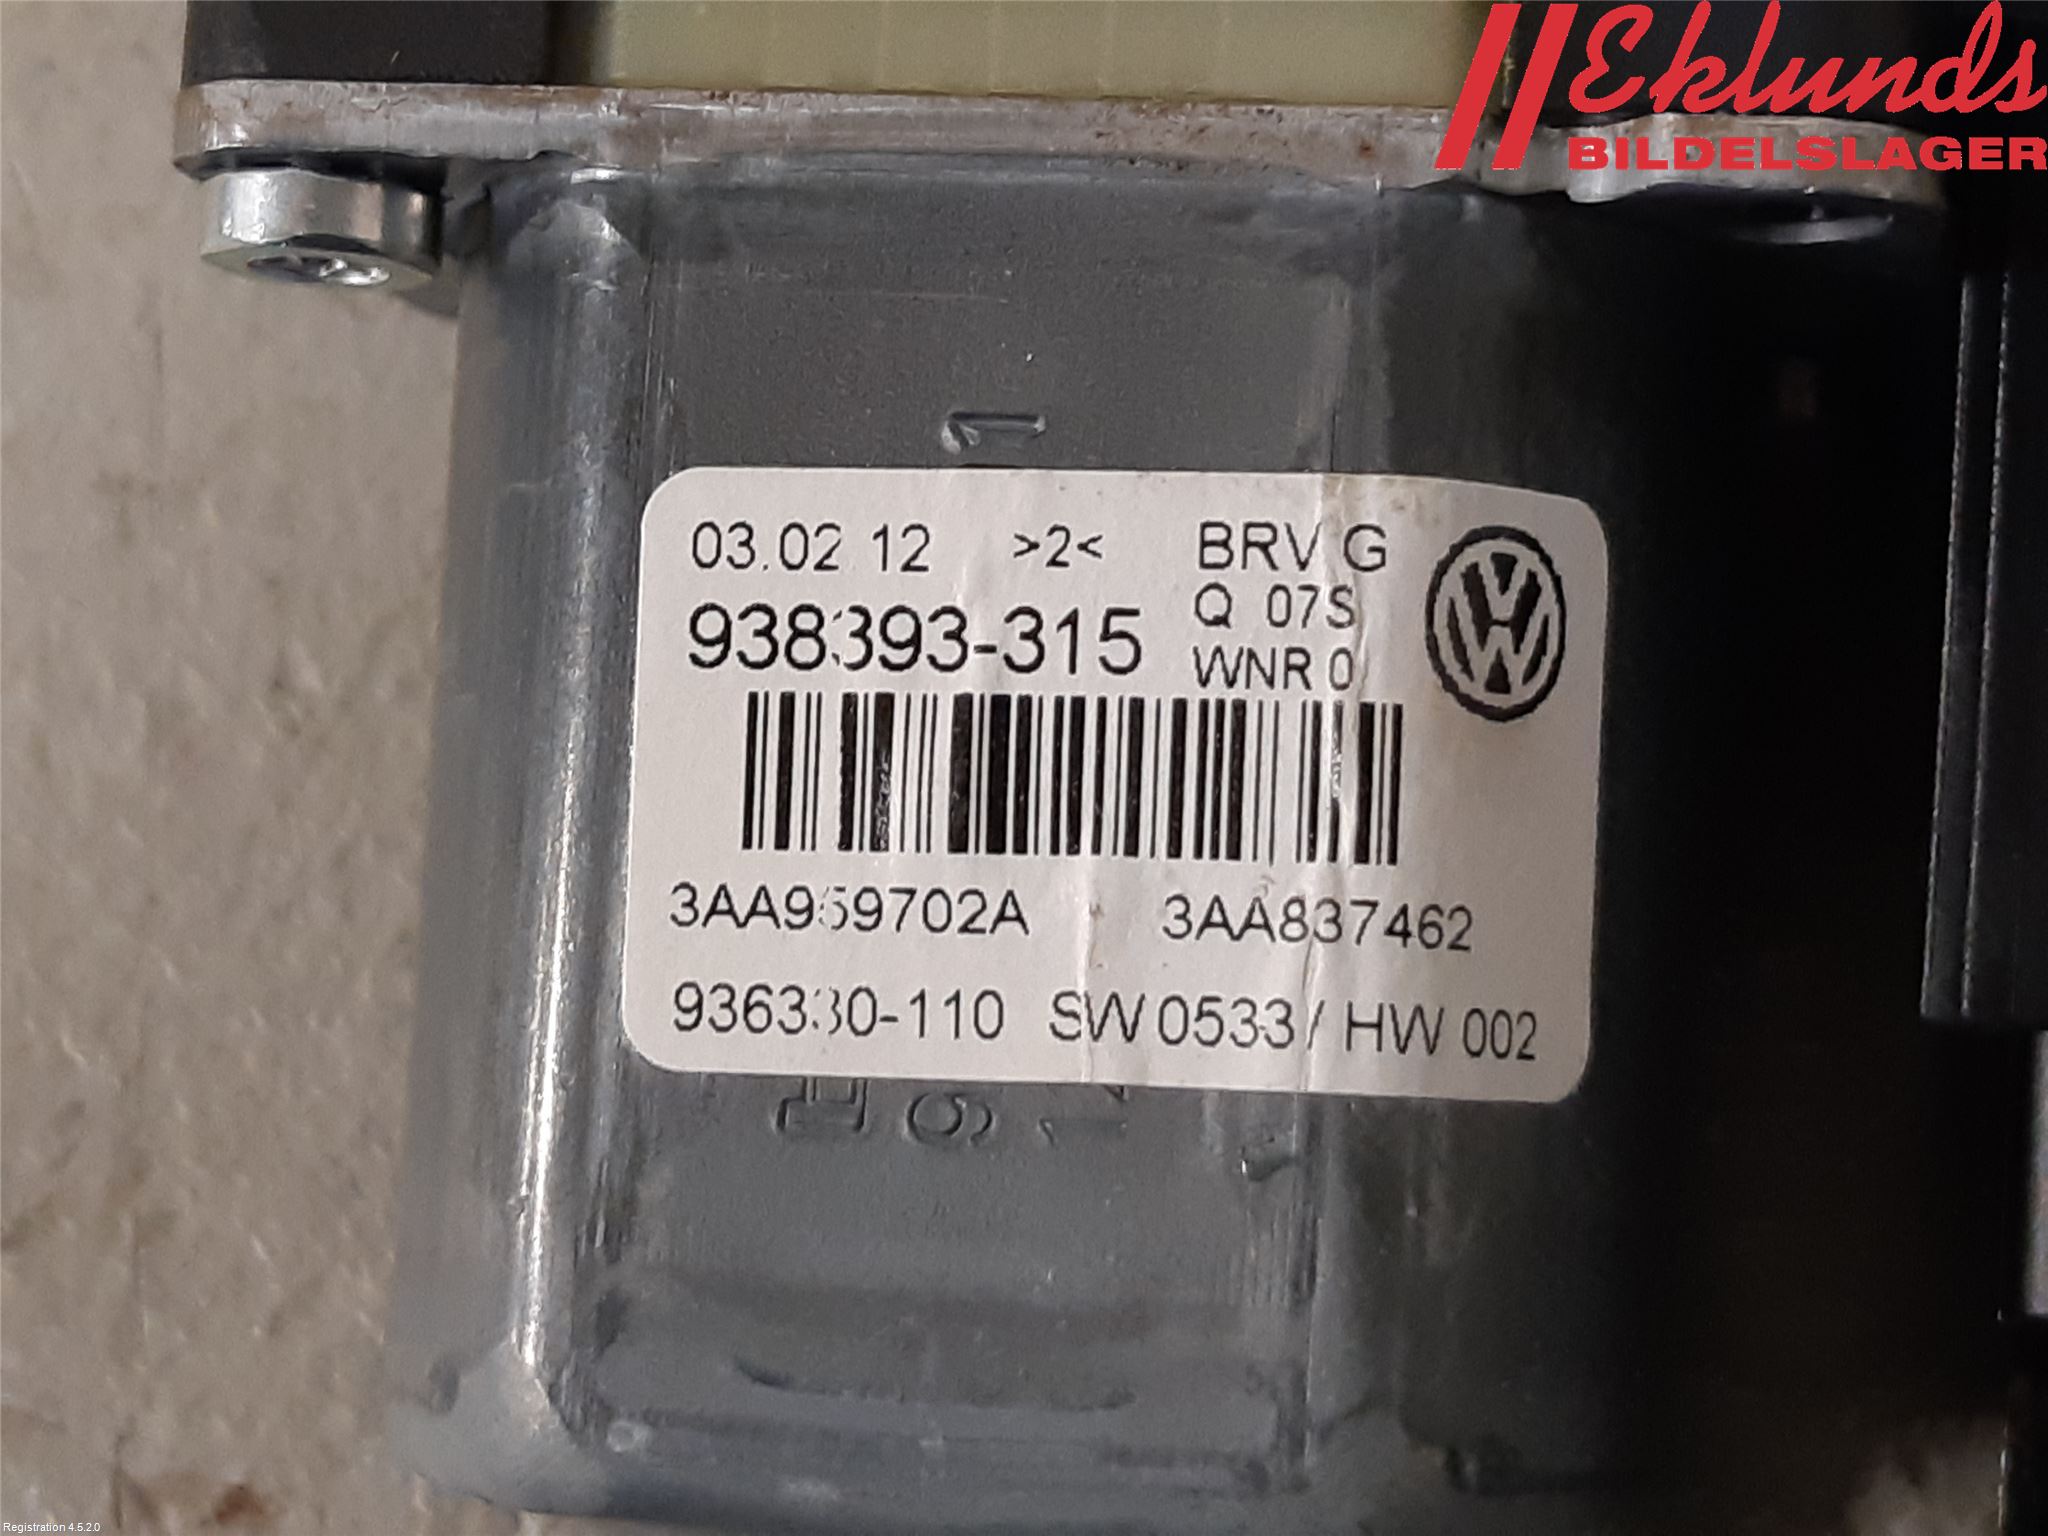 Eklunds
BILDELSLAGER
03.02.12 >2< BRV G
Q 07S
938393-315
WNR 0
3AA959702A 3AA837462
936330-110 SW 0533 / HW 002
Registration 4.5.2.0